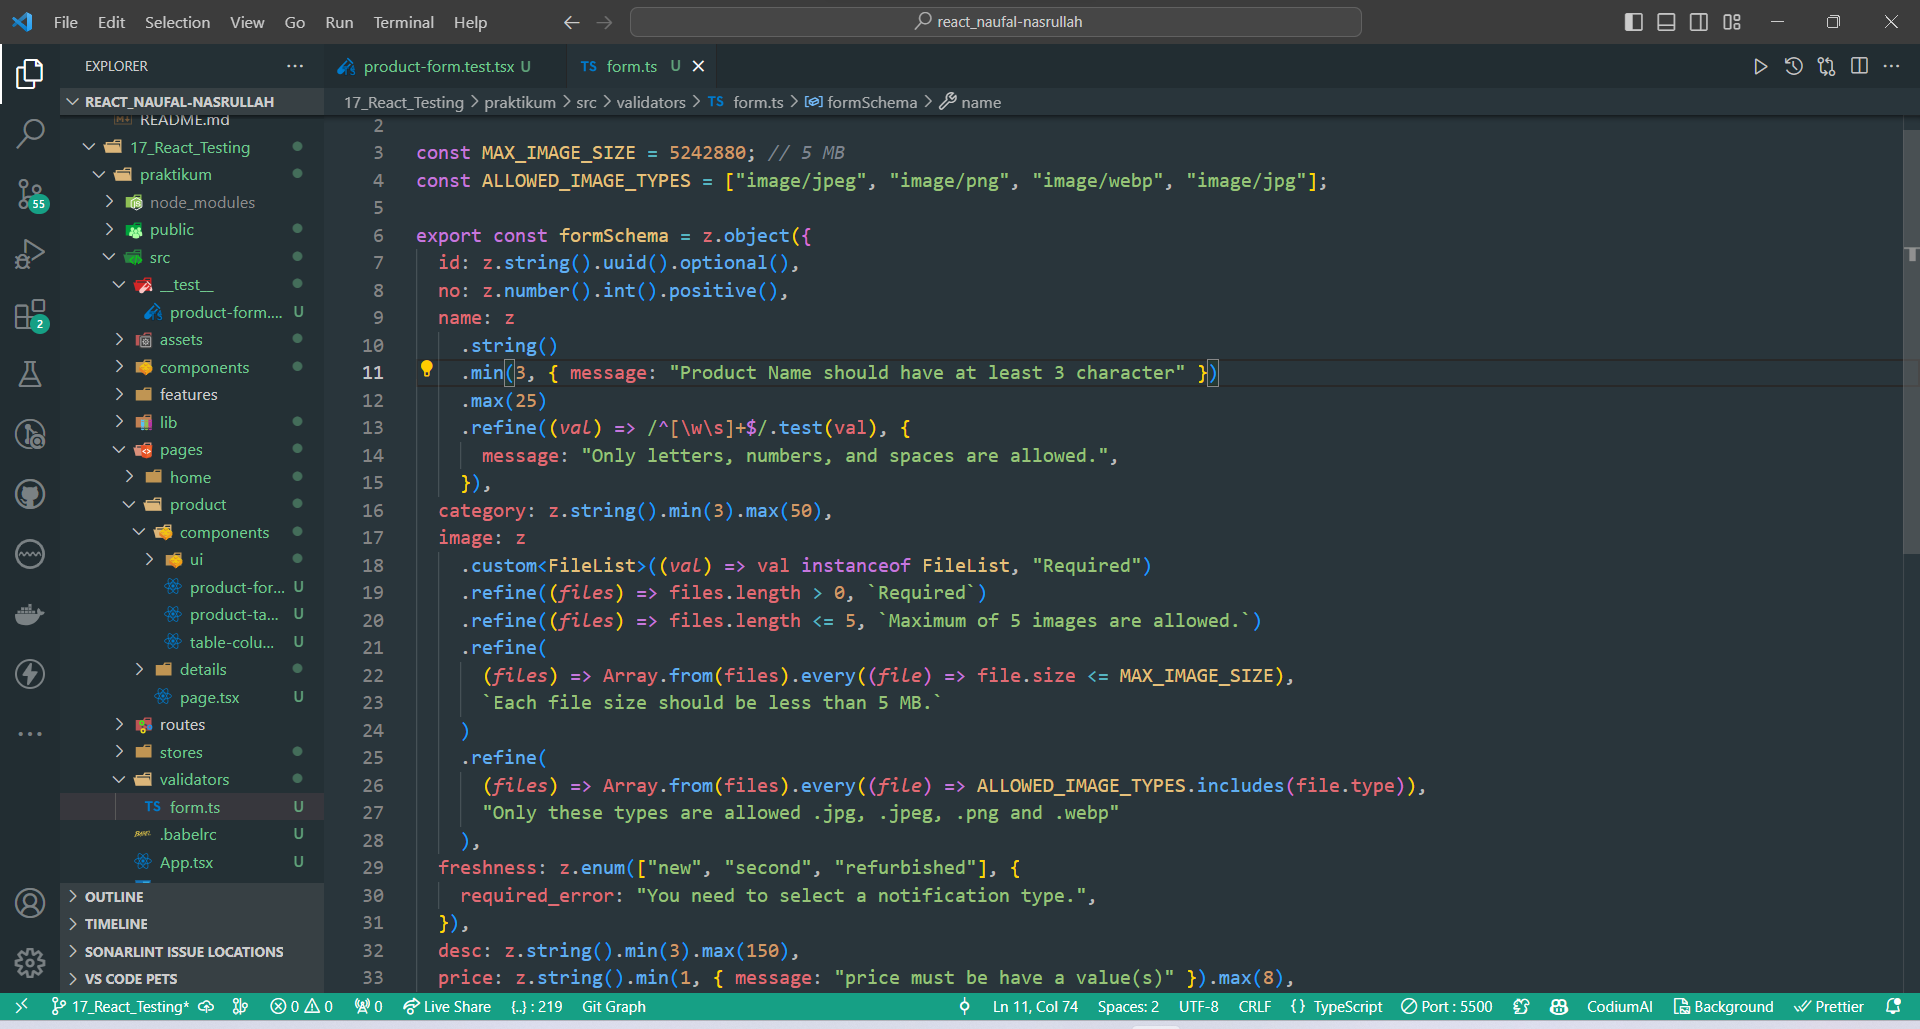 File Edit Selection View Go Run Terminal Help
react_naufal-nasrullah
EXPLORER
product-form.test.tsx U
TS form.ts U
REACT_NAUFAL-NASRULLAH
17_React_Testing > praktikum > src > validators > TS form.ts > formSchema > name
README.md
17_React_Testing
praktikum
node_modules
public
src
__test__
product-form.... U
assets
components
features
lib
pages
home
product
components
ui
product-for... U
product-ta... U
table-colu... U
details
page.tsx U
routes
stores
validators
TS form.ts U
.babelrc U
App.tsx U
OUTLINE
TIMELINE
SONARLINT ISSUE LOCATIONS
VS CODE PETS
55
2
2
3 const MAX_IMAGE_SIZE = 5242880; // 5 MB
4 const ALLOWED_IMAGE_TYPES = ["image/jpeg", "image/png", "image/webp", "image/jpg"];
5
6 export const formSchema = z.object({
7 id: z.string().uuid().optional(),
8 no: z.number().int().positive(),
9 name: z
10 .string()
11 .min(3, { message: "Product Name should have at least 3 character" })
12 .max(25)
13 .refine((val) => /^[\w\s]+$/.test(val), {
14 message: "Only letters, numbers, and spaces are allowed.",
15 }),
16 category: z.string().min(3).max(50),
17 image: z
18 .custom<FileList>((val) => val instanceof FileList, "Required")
19 .refine((files) => files.length > 0, `Required`)
20 .refine((files) => files.length <= 5, `Maximum of 5 images are allowed.`)
21 .refine(
22 (files) => Array.from(files).every((file) => file.size <= MAX_IMAGE_SIZE),
23 `Each file size should be less than 5 MB.`
24 )
25 .refine(
26 (files) => Array.from(files).every((file) => ALLOWED_IMAGE_TYPES.includes(file.type)),
27 "Only these types are allowed .jpg, .jpeg, .png and .webp"
28 ),
29 freshness: z.enum(["new", "second", "refurbished"], {
30 required_error: "You need to select a notification type.",
31 }),
32 desc: z.string().min(3).max(150),
33 price: z.string().min(1, { message: "price must be have a value(s)" }).max(8),
17_React_Testing* 0 0 0 Live Share {..} : 219 Git Graph Ln 11, Col 74 Spaces: 2 UTF-8 CRLF {} TypeScript Port : 5500 CodiumAI Background Prettier